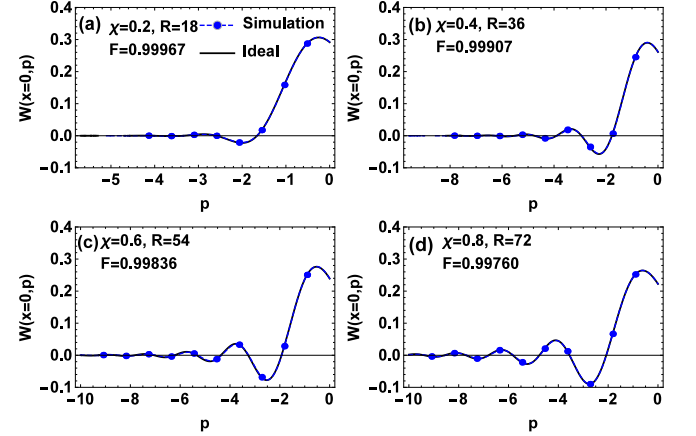 (a) χ=0.2, R=18 Simulation
F=0.99967 Ideal
0.4
0.3
0.2
0.1
0.0
−0.1
W(x=0,p)
−5 −4 −3 −2 −1 0
p
(b) χ=0.4, R=36
F=0.99907
0.4
0.3
0.2
0.1
0.0
−0.1
W(x=0,p)
−8 −6 −4 −2 0
p
(c) χ=0.6, R=54
F=0.99836
0.4
0.3
0.2
0.1
0.0
−0.1
W(x=0,p)
−10 −8 −6 −4 −2 0
p
(d) χ=0.8, R=72
F=0.99760
0.4
0.3
0.2
0.1
0.0
−0.1
W(x=0,p)
−10 −8 −6 −4 −2 0
p